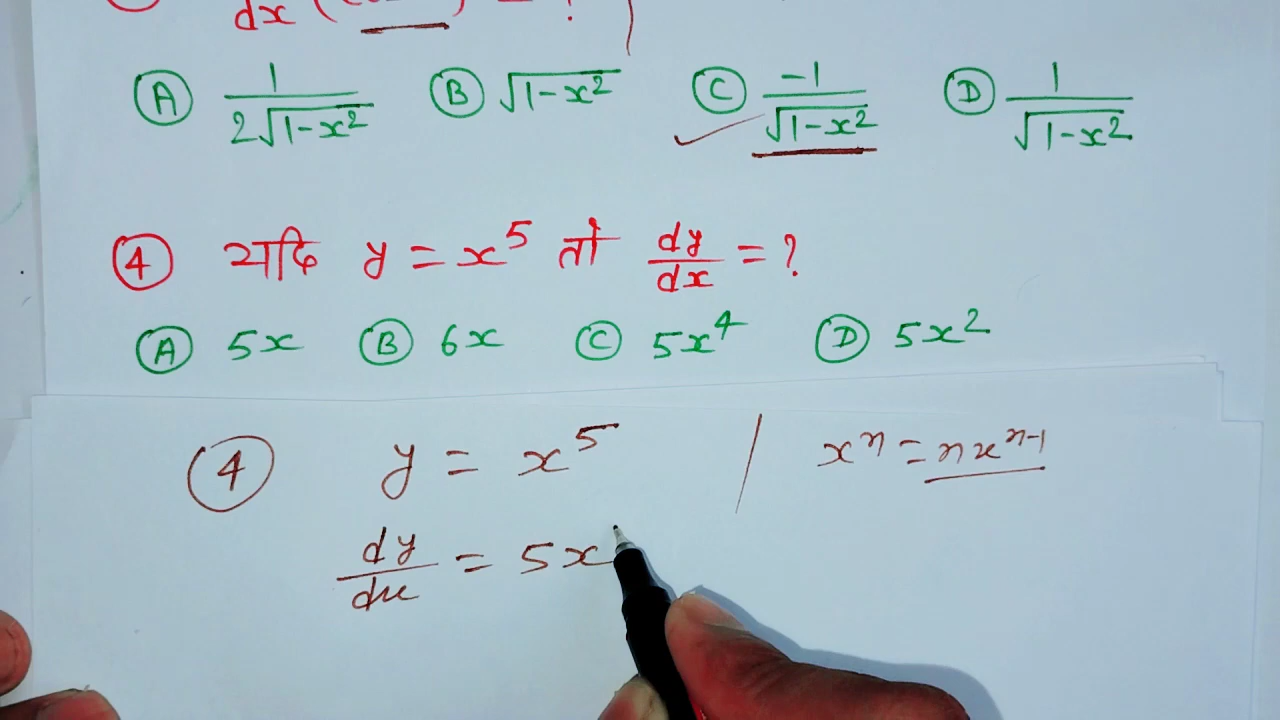 dx
Ⓐ 1/(2√1-x²) Ⓑ √1-x² Ⓒ -1/√1-x² Ⓓ 1/√1-x²
④ यदि y = x⁵ तो dy/dx = ?
Ⓐ 5x Ⓑ 6x Ⓒ 5x⁴ Ⓓ 5x²
④ y = x⁵ / xⁿ = nxⁿ⁻¹
dy/dx = 5x